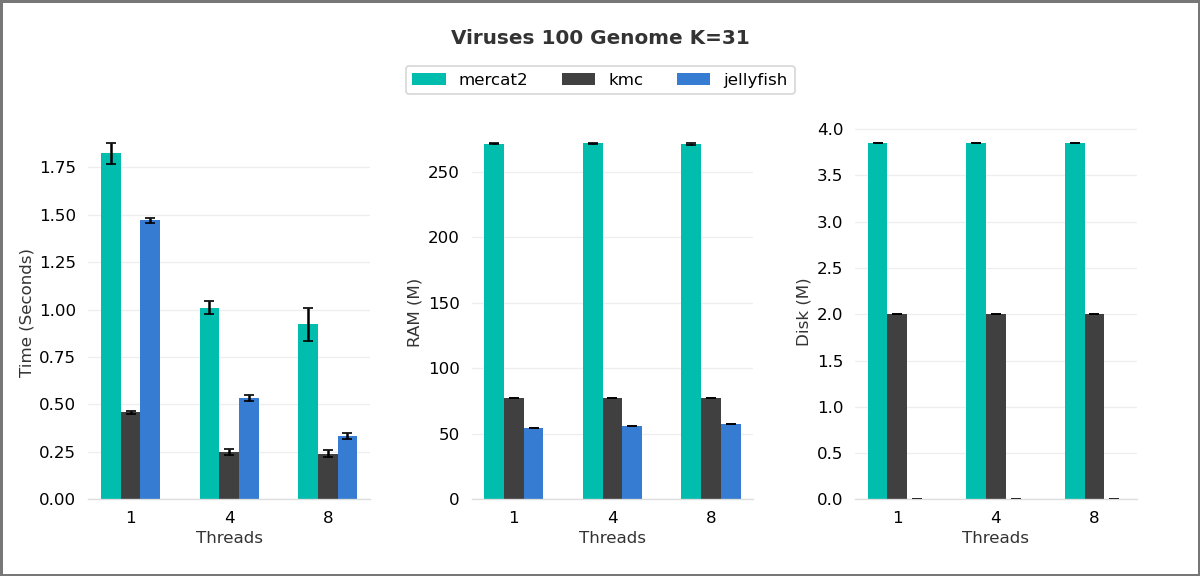 Viruses 100 Genome K=31
mercat2 kmc jellyfish
Time (Seconds)
1.75
1.50
1.25
1.00
0.75
0.50
0.25
0.00
1 4 8
Threads
RAM (M)
250
200
150
100
50
0
1 4 8
Threads
Disk (M)
4.0
3.5
3.0
2.5
2.0
1.5
1.0
0.5
0.0
1 4 8
Threads